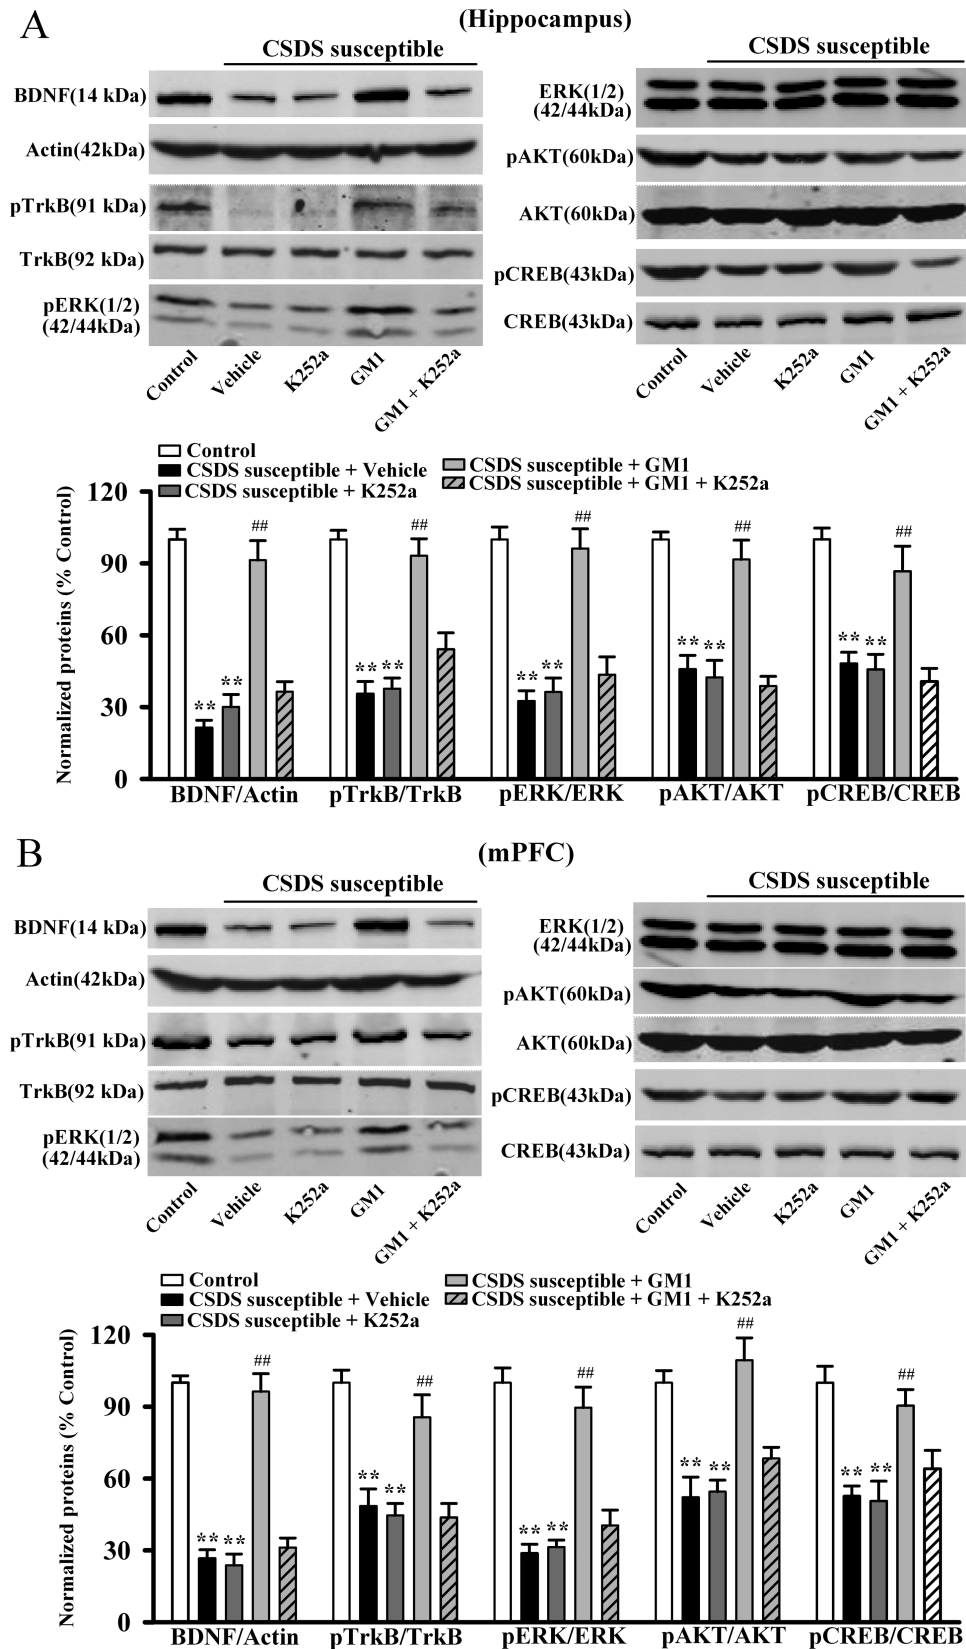 A
(Hippocampus)
CSDS susceptible
BDNF(14 kDa)
Actin(42kDa)
pTrkB(91 kDa)
TrkB(92 kDa)
pERK(1/2)
(42/44kDa)
Control
Vehicle
K252a
GM1
GM1 + K252a
CSDS susceptible
ERK(1/2)
(42/44kDa)
pAKT(60kDa)
AKT(60kDa)
pCREB(43kDa)
CREB(43kDa)
Control
Vehicle
K252a
GM1
GM1 + K252a
Control
CSDS susceptible + Vehicle
CSDS susceptible + K252a
CSDS susceptible + GM1
CSDS susceptible + GM1 + K252a
Normalized proteins (% Control)
120
90
60
30
0
** ** ##
** ** ##
** ** ##
** ** ##
** ** ##
BDNF/Actin
pTrkB/TrkB
pERK/ERK
pAKT/AKT
pCREB/CREB
B
(mPFC)
CSDS susceptible
BDNF(14 kDa)
Actin(42kDa)
pTrkB(91 kDa)
TrkB(92 kDa)
pERK(1/2)
(42/44kDa)
Control
Vehicle
K252a
GM1
GM1 + K252a
CSDS susceptible
ERK(1/2)
(42/44kDa)
pAKT(60kDa)
AKT(60kDa)
pCREB(43kDa)
CREB(43kDa)
Control
Vehicle
K252a
GM1
GM1 + K252a
Control
CSDS susceptible + Vehicle
CSDS susceptible + K252a
CSDS susceptible + GM1
CSDS susceptible + GM1 + K252a
Normalized proteins (% Control)
120
90
60
30
0
** ** ##
** ** ##
** ** ##
** ** ##
** ** ##
BDNF/Actin
pTrkB/TrkB
pERK/ERK
pAKT/AKT
pCREB/CREB